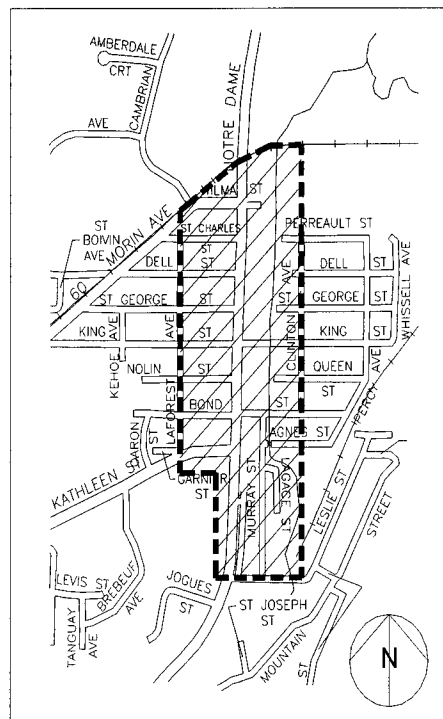 AMBERDALE
CRT
CAMBRIAN
AVE
NOTRE DAME
WILMA ST
ST CHARLES
ST
PERREAULT ST
ST
BOIVIN
AVE
MORIN AVE
60
DELL
ST
AVE
DELL
ST
ST GEORGE
ST
ST
GEORGE
ST
WHISSELL AVE
KING
AVE
KEHOE
AVE
ST
CLINTON
KING
ST
NOLIN
ST
QUEEN
AVE
LAFOREST
BOND
ST
ST
PERCY
SHARON
ST
AGNES ST
KATHLEEN
GARNIER
ST
MURRAY ST
LAGACE ST
LESLIE ST
STREET
LEVIS ST
BREBEUF
AVE
TANGUAY
AVE
JOGUES
ST
ST JOSEPH
ST
MOUNTAIN
ST
N